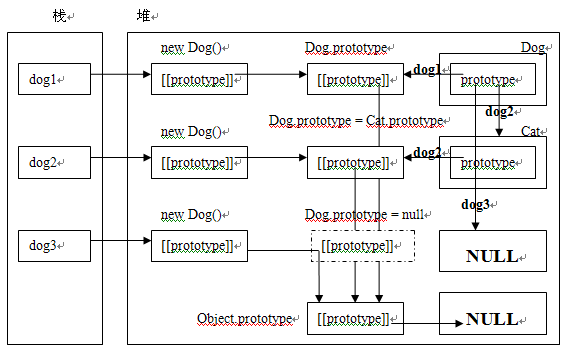 栈 堆
new Dog() Dog.prototype Dog
dog1 [[prototype]] [[prototype]] dog1 prototype
dog2
new Dog() Dog.prototype = Cat.prototype Cat
dog2 [[prototype]] [[prototype]] dog2 prototype
dog3
new Dog() Dog.prototype = null
dog3 [[prototype]] [[prototype]] NULL
Object.prototype [[prototype]] NULL